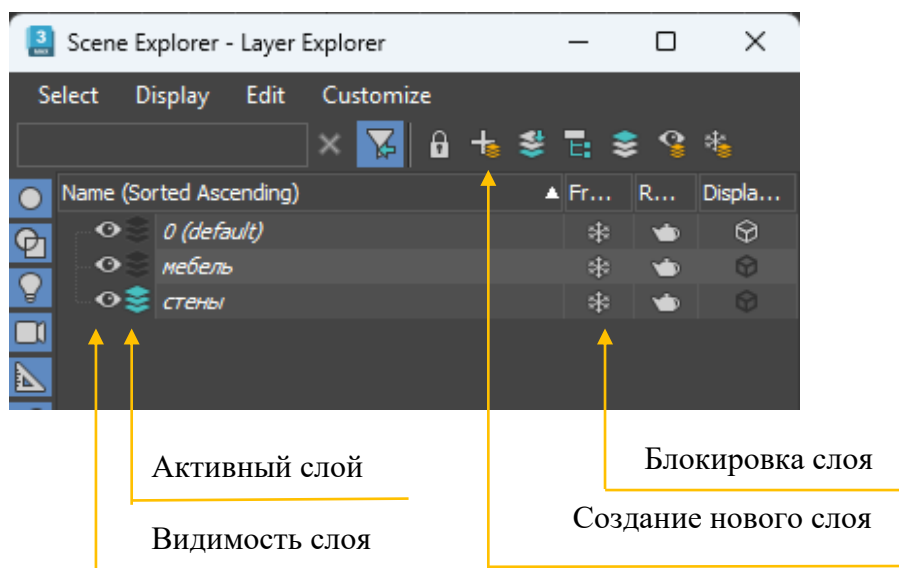 3
Scene Explorer - Layer Explorer
Select Display Edit Customize
Name (Sorted Ascending) Fr... R... Displa...
0 (default)
мебель
стены
Активный слой
Блокировка слоя
Создание нового слоя
Видимость слоя